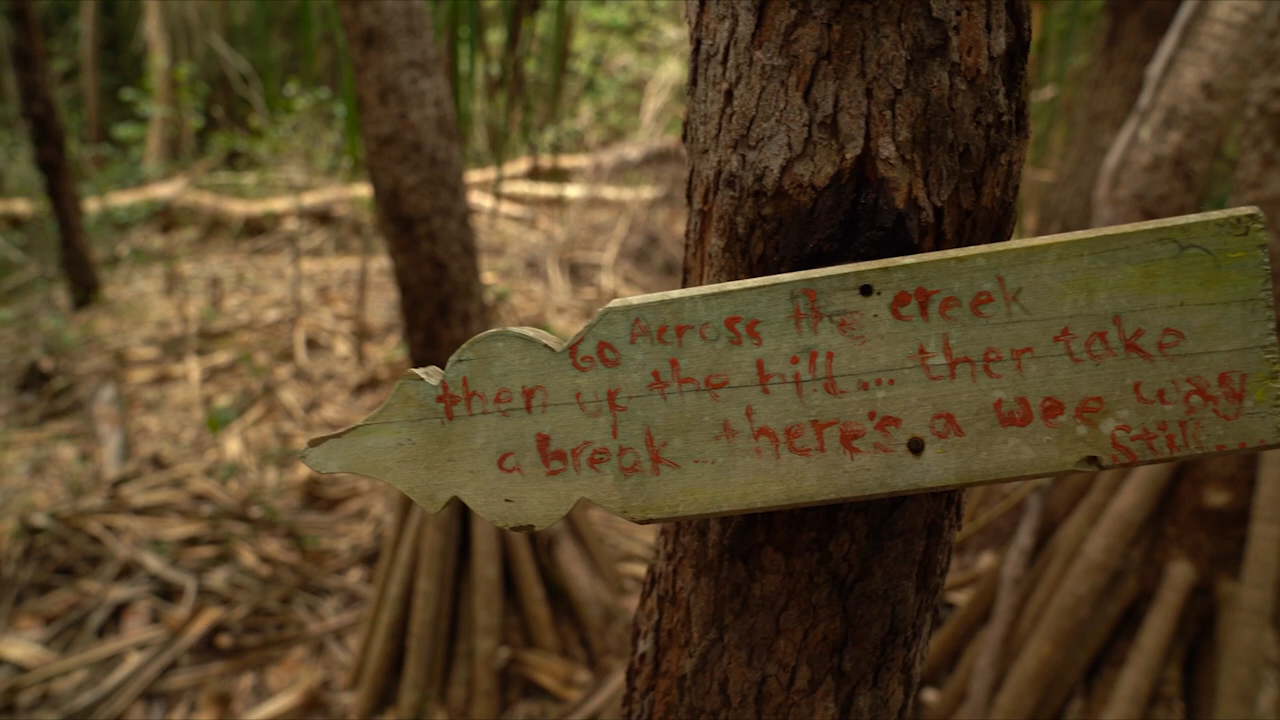 Go Across the creek
then up the hill... then take
a break... there's a wee way
still...